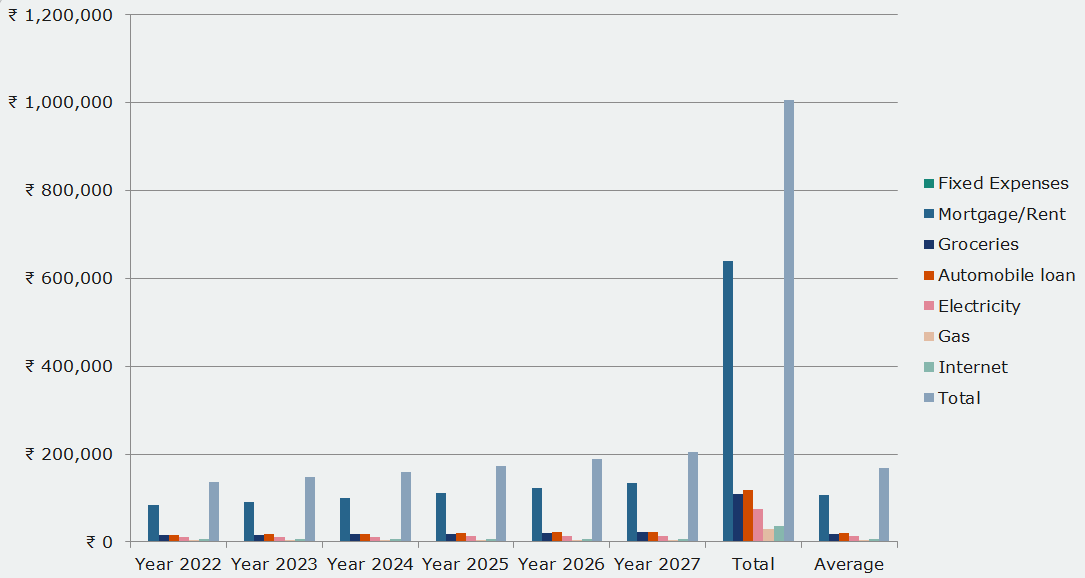 ₹ 1,200,000
₹ 1,000,000
₹ 800,000
₹ 600,000
₹ 400,000
₹ 200,000
₹ 0
Year 2022 Year 2023 Year 2024 Year 2025 Year 2026 Year 2027 Total Average
Fixed Expenses
Mortgage/Rent
Groceries
Automobile loan
Electricity
Gas
Internet
Total